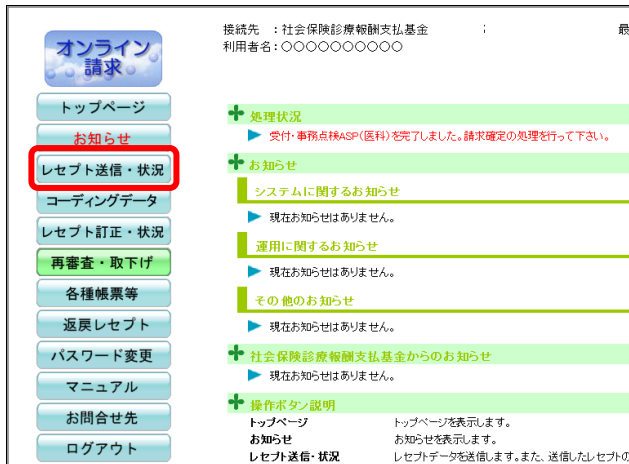 接続先 ：社会保険診療報酬支払基金
最
利用者名：○○○○○○○○○○
オンライン
請求
トップページ
お知らせ
レセプト送信・状況
コーディングデータ
レセプト訂正・状況
再審査・取下げ
各種帳票等
返戻レセプト
パスワード変更
マニュアル
お問合せ先
ログアウト
処理状況
受付・事務点検ASP(医科)を完了しました。請求確定の処理を行って下さい。
お知らせ
システムに関するお知らせ
現在お知らせはありません。
運用に関するお知らせ
現在お知らせはありません。
その他のお知らせ
現在お知らせはありません。
社会保険診療報酬支払基金からのお知らせ
現在お知らせはありません。
操作ボタン説明
トップページ トップページを表示します。
お知らせ お知らせを表示します。
レセプト送信・状況 レセプトデータを送信します。また、送信したレセプトの